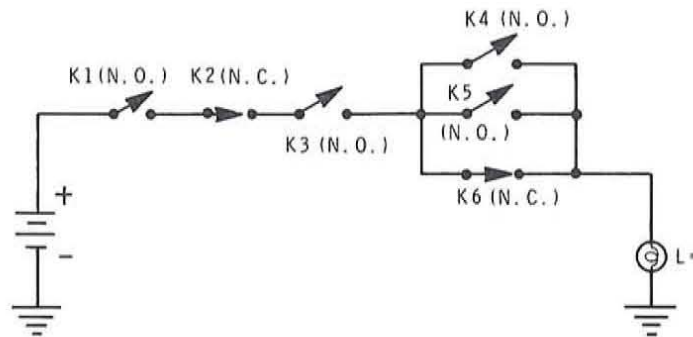 K4 (N.O.)
K1 (N.O.)
K2 (N.C.)
K5
(N.O.)
K3 (N.O.)
K6 (N.C.)
+
-
L=